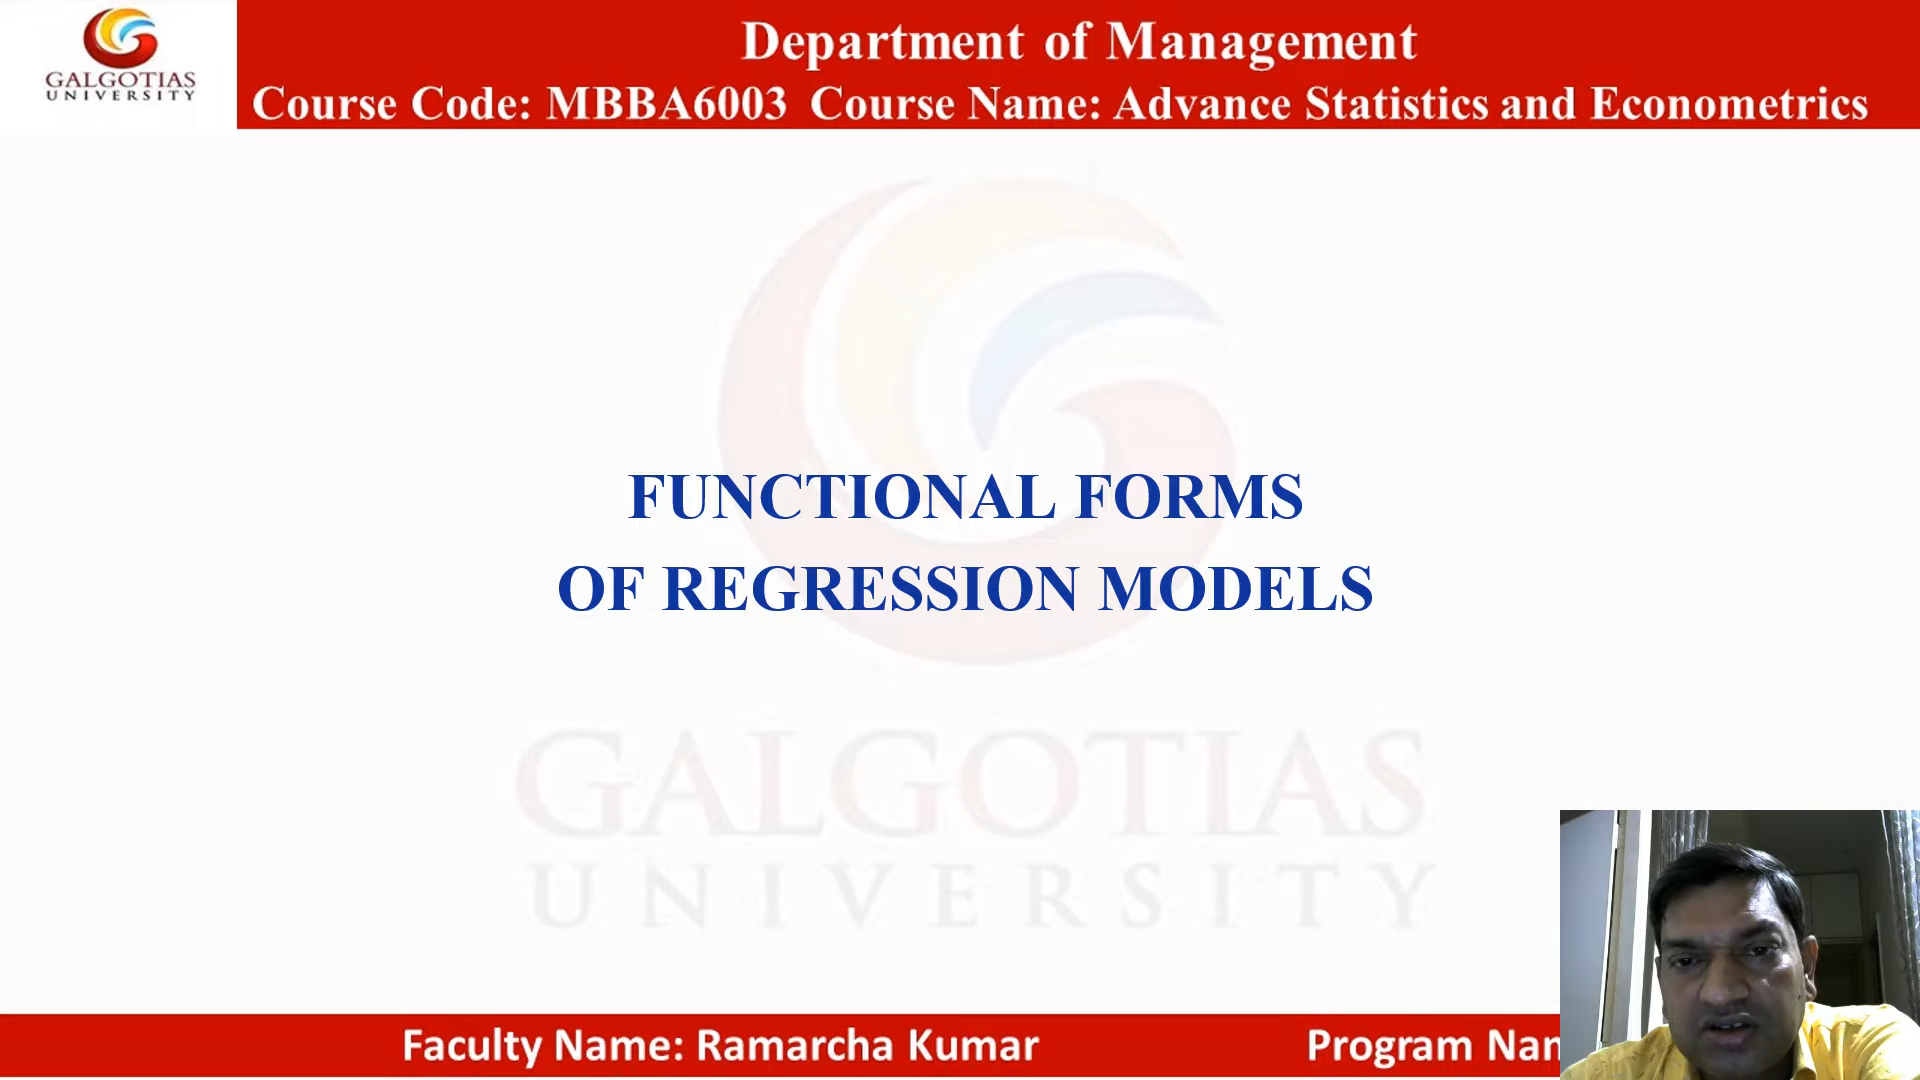 GALGOTIAS
UNIVERSITY
Department of Management
Course Code: MBBA6003 Course Name: Advance Statistics and Econometrics
FUNCTIONAL FORMS
OF REGRESSION MODELS
GALGOTIAS
UNIVERSITY
Faculty Name: Ramarcha Kumar
Program